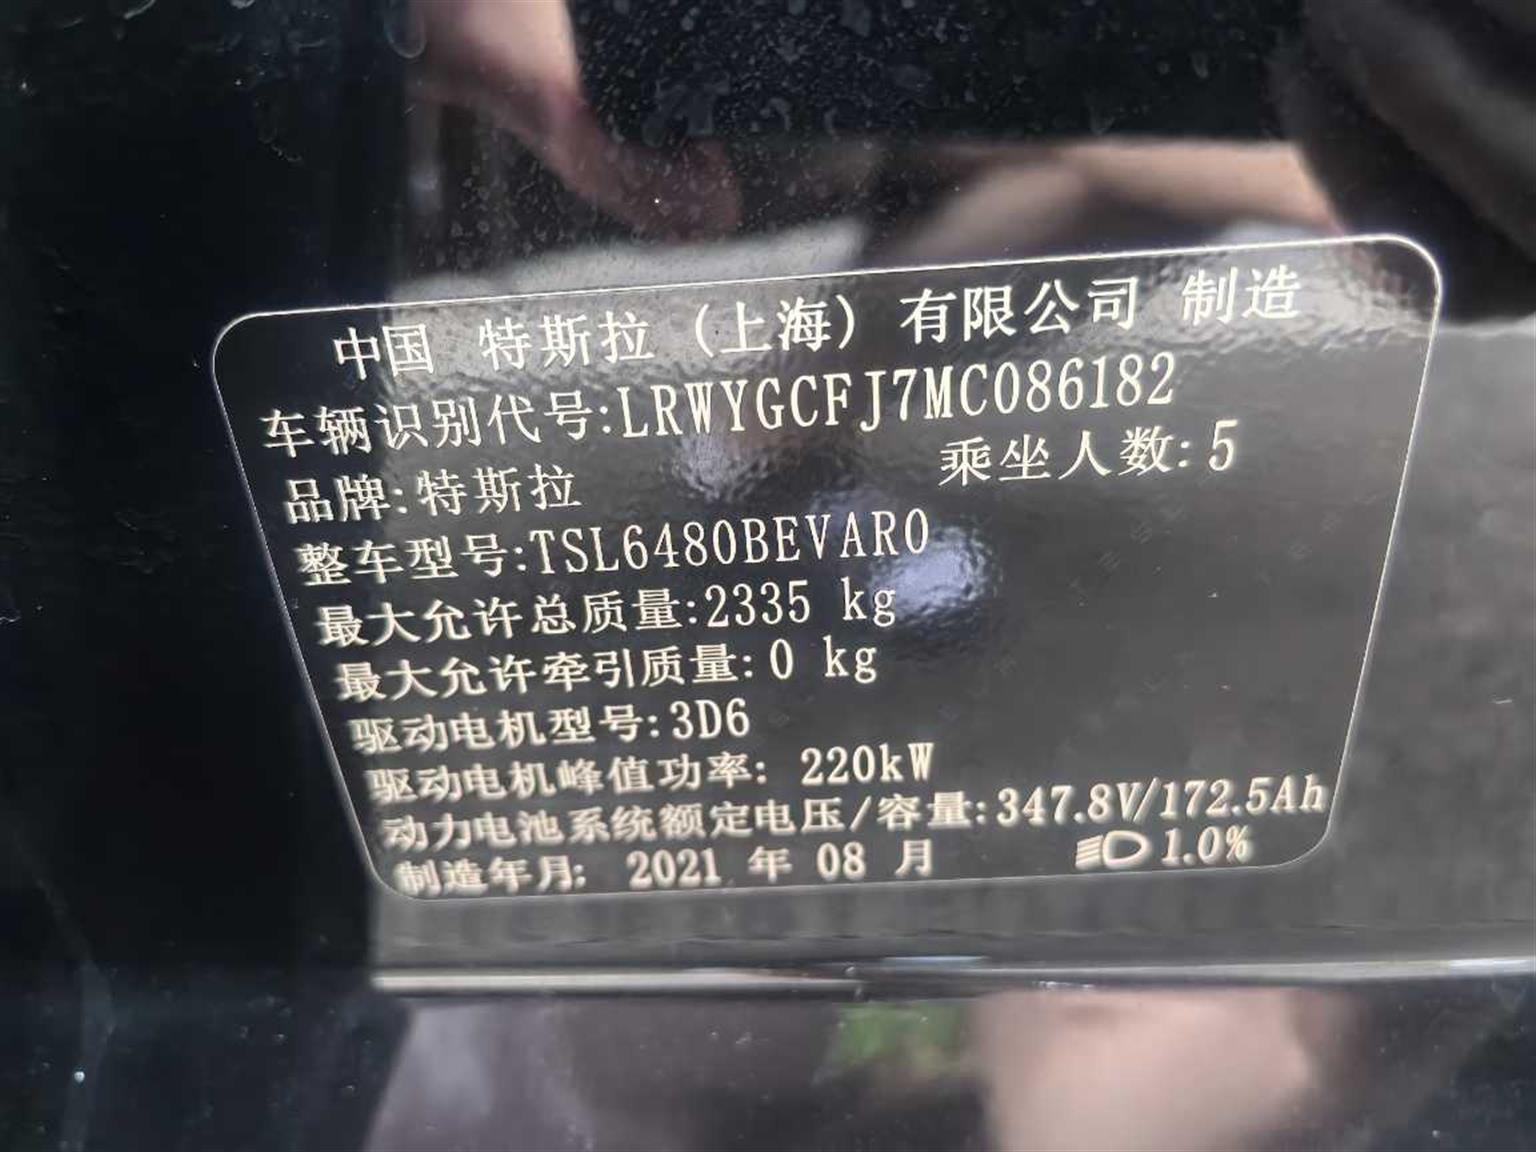 中国 特斯拉（上海）有限公司 制造
车辆识别代号:LRWYGCFJ7MC086182
品牌:特斯拉 乘坐人数:5
整车型号:TSL6480BEVAR0
最大允许总质量:2335 kg
最大允许牵引质量:0 kg
驱动电机型号:3D6
驱动电机峰值功率: 220kW
动力电池系统额定电压/容量:347.8V/172.5Ah
制造年月: 2021 年 08 月 1.0%